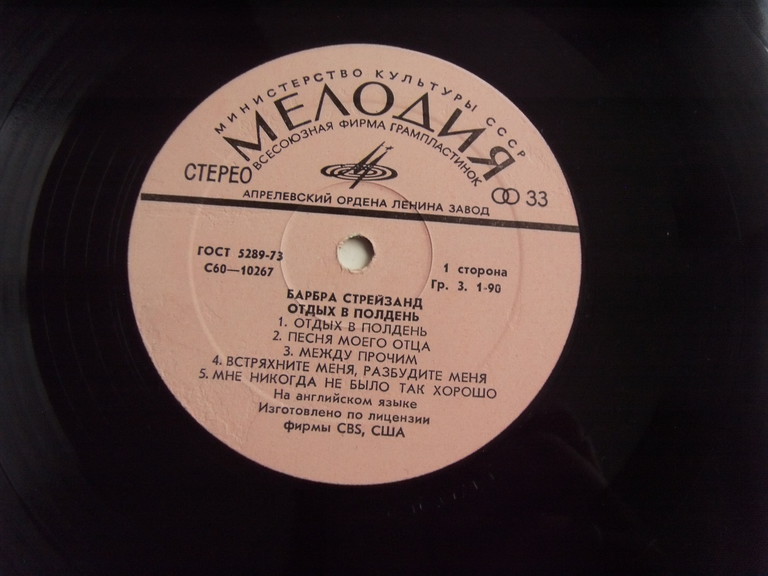 МИНИСТЕРСТВО КУЛЬТУРЫ СССР
МЕЛОДИЯ
ВСЕСОЮЗНАЯ ФИРМА ГРАМПЛАСТИНОК
СТЕРЕО
33
АПРЕЛЕВСКИЙ ОРДЕНА ЛЕНИНА ЗАВОД
ГОСТ 5289-73
С60—10267
1 сторона
Гр. 3. 1-90
БАРБРА СТРЕЙЗАНД
ОТДЫХ В ПОЛДЕНЬ
1. ОТДЫХ В ПОЛДЕНЬ
2. ПЕСНЯ МОЕГО ОТЦА
3. МЕЖДУ ПРОЧИМ
4. ВСТРЯХНИТЕ МЕНЯ, РАЗБУДИТЕ МЕНЯ
5. МНЕ НИКОГДА НЕ БЫЛО ТАК ХОРОШО
На английском языке
Изготовлено по лицензии
фирмы CBS, США